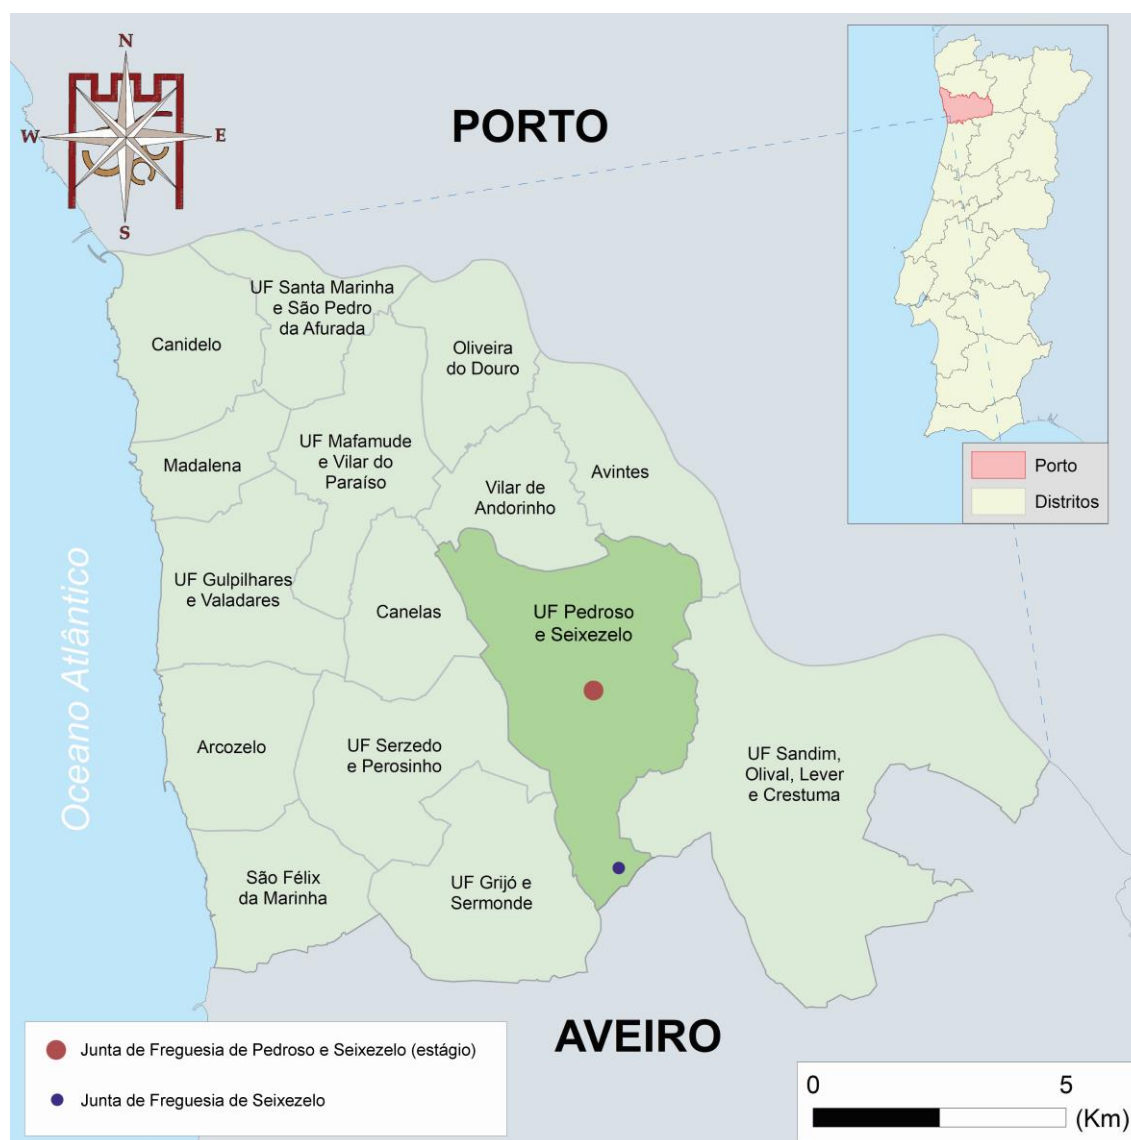 N
W
E
S
PORTO
Porto
Distritos
UF Santa Marinha
e São Pedro
da Afurada
Canidelo
Oliveira
do Douro
UF Mafamude
e Vilar do
Paraíso
Madalena
Avintes
Vilar de
Andorinho
UF Gulpilhares
e Valadares
Canelas
UF Pedroso
e Seixezelo
Oceano Atlântico
Arcozelo
UF Serzedo
e Perosinho
UF Sandim,
Olival, Lever
e Crestuma
São Félix
da Marinha
UF Grijó e
Sermonde
AVEIRO
Junta de Freguesia de Pedroso e Seixezelo (estágio)
Junta de Freguesia de Seixezelo
0 5
(Km)